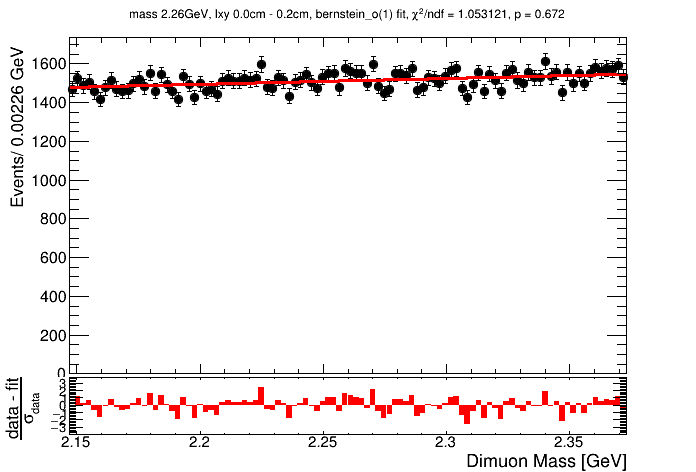 mass 2.26GeV, lxy 0.0cm - 0.2cm, bernstein_o(1) fit, χ²/ndf = 1.053121, p = 0.672
Events/ 0.00226 GeV
1600
1400
1200
1000
800
600
400
200
0
data - fit
σdata
3
2
1
0
−1
−2
−3
2.15 2.2 2.25 2.3 2.35
Dimuon Mass [GeV]